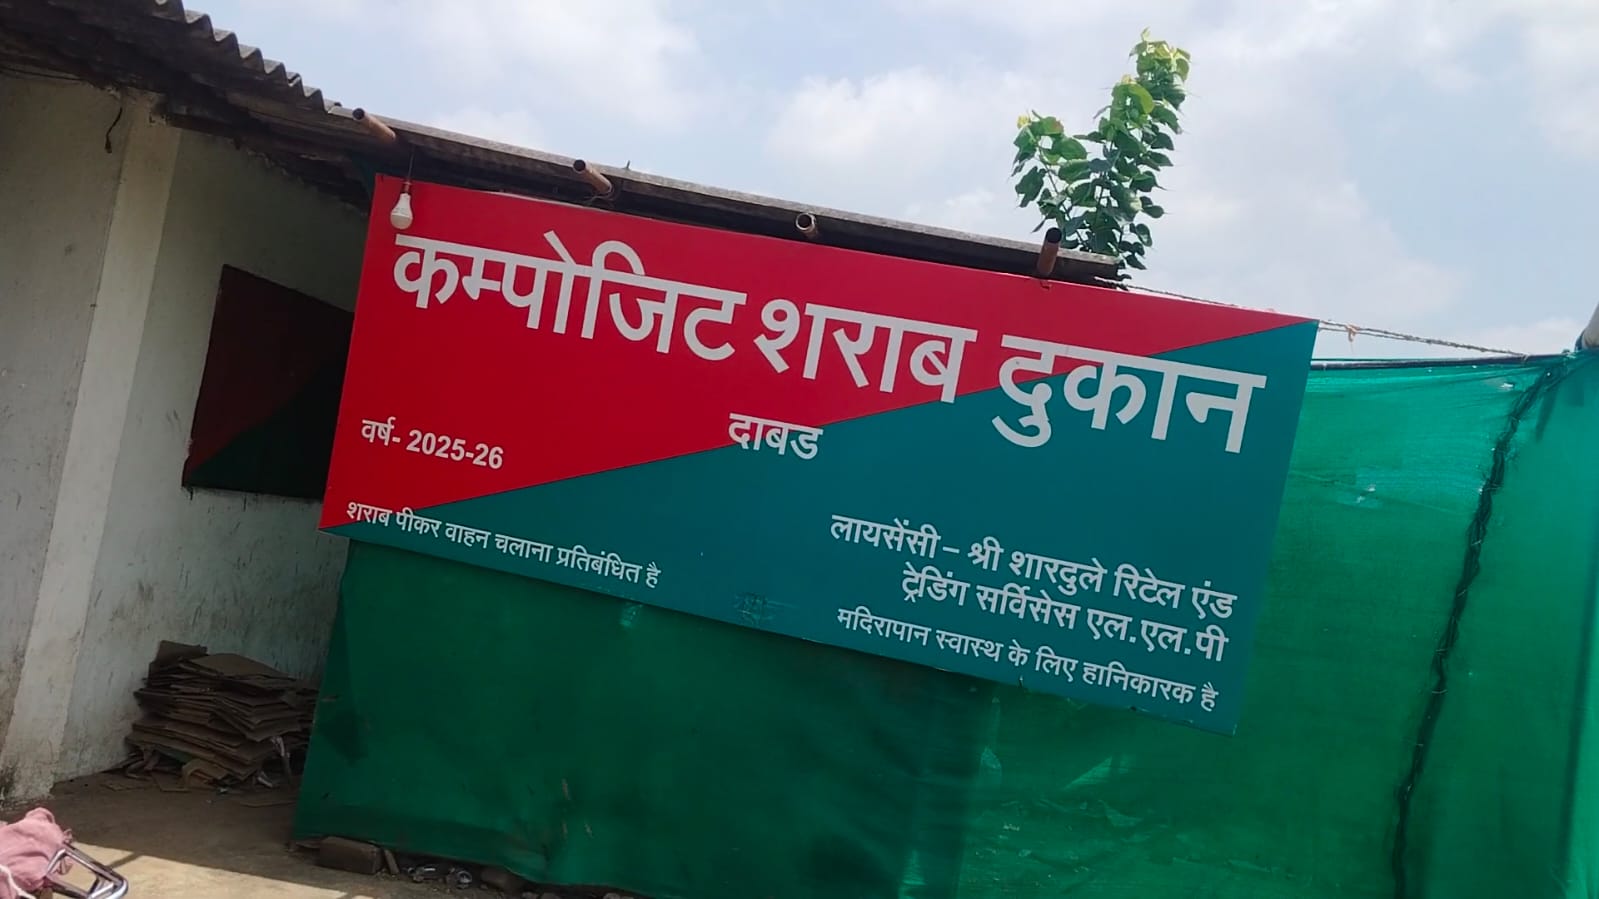 कम्पोजिट शराब दुकान
दाबड
वर्ष- 2025-26
शराब पीकर वाहन चलाना प्रतिबंधित है
लायसेंसी – श्री शारदुले रिटेल एंड
ट्रेडिंग सर्विसेस एल.एल.पी
मदिरापान स्वास्थ के लिए हानिकारक है